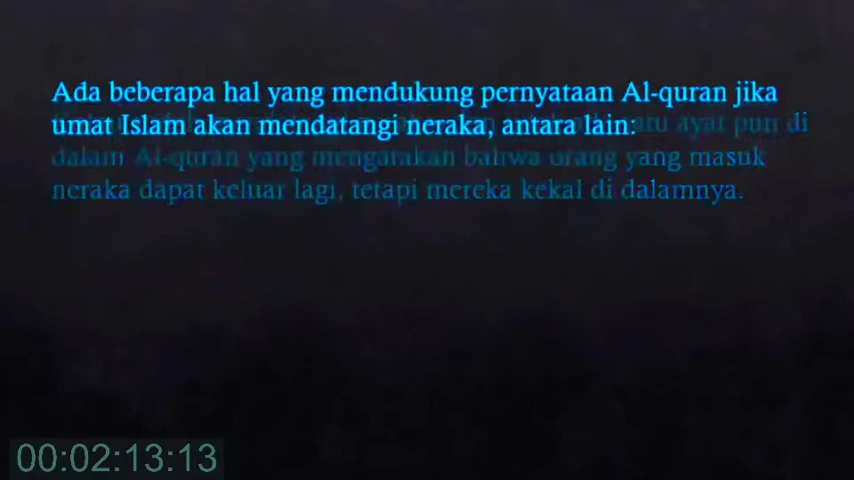 Ada beberapa hal yang mendukung pernyataan Al-quran jika
umat Islam akan mendatangi neraka, antara lain:
ayat pun di
dalam Al-quran yang mengatakan bahwa orang yang masuk
neraka dapat keluar lagi, tetapi mereka kekal di dalamnya.
00:02:13:13